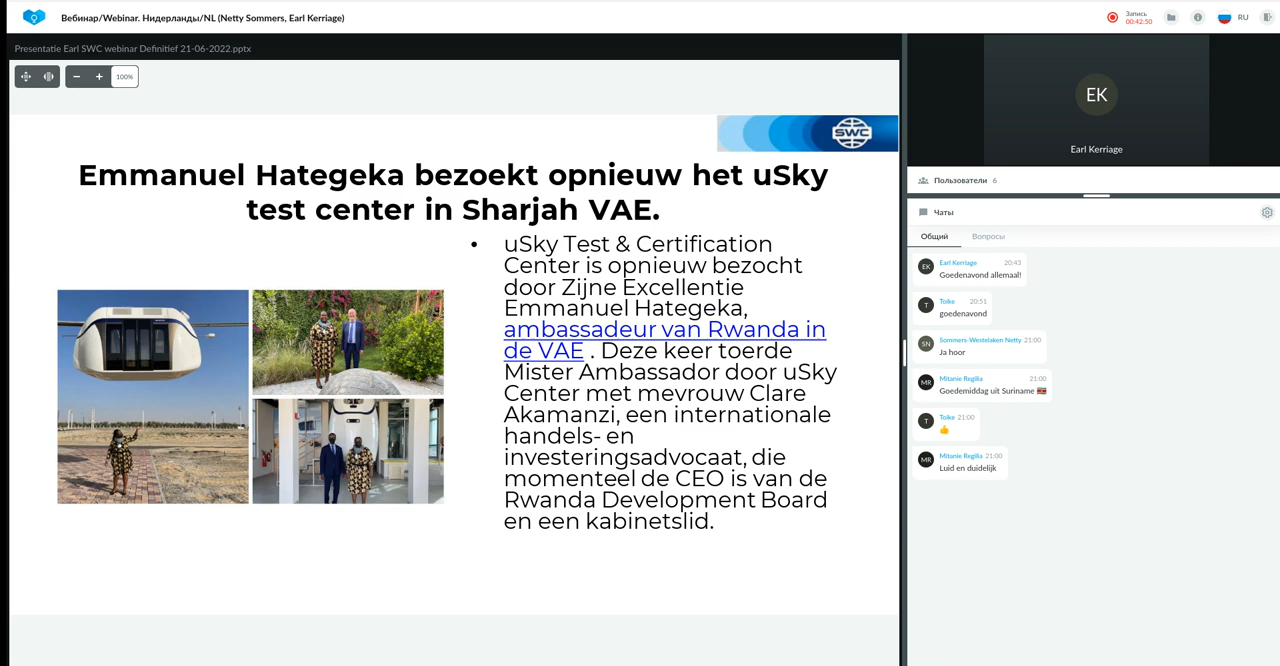 Вебинар/Webinar. Нидерланды/NL (Netty Sommers, Earl Kerriage)
Запись
00:42:50
RU
Presentatie Earl SWC webinar Definitief 21-06-2022.pptx
100%
SWC
Emmanuel Hategeka bezoekt opnieuw het uSky
test center in Sharjah VAE.
• uSky Test & Certification
Center is opnieuw bezocht
door Zijne Excellentie
Emmanuel Hategeka,
ambassadeur van Rwanda in
de VAE . Deze keer toerde
Mister Ambassador door uSky
Center met mevrouw Clare
Akamanzi, een internationale
handels- en
investeringsadvocaat, die
momenteel de CEO is van de
Rwanda Development Board
en een kabinetslid.
EK
Earl Kerriage
Пользователи 6
Чаты
Общий Вопросы
EK Earl Kerriage 20:43
Goedenavond allemaal!
T Toike 20:51
goedenavond
SN Sommers-Westelaken Netty 21:00
Ja hoor
MR Mitanie Regilia 21:00
Goedemiddag uit Suriname 🇸🇷
T Toike 21:00
👍
MR Mitanie Regilia 21:00
Luid en duidelijk